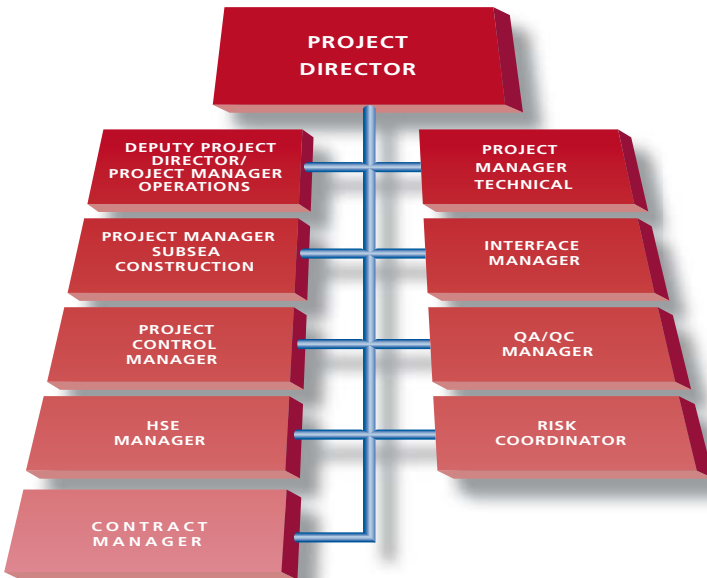 PROJECT
DIRECTOR
DEPUTY PROJECT
DIRECTOR/
PROJECT MANAGER
OPERATIONS
PROJECT
MANAGER
TECHNICAL
PROJECT MANAGER
SUBSEA
CONSTRUCTION
INTERFACE
MANAGER
PROJECT
CONTROL
MANAGER
QA/QC
MANAGER
HSE
MANAGER
RISK
COORDINATOR
CONTRACT
MANAGER